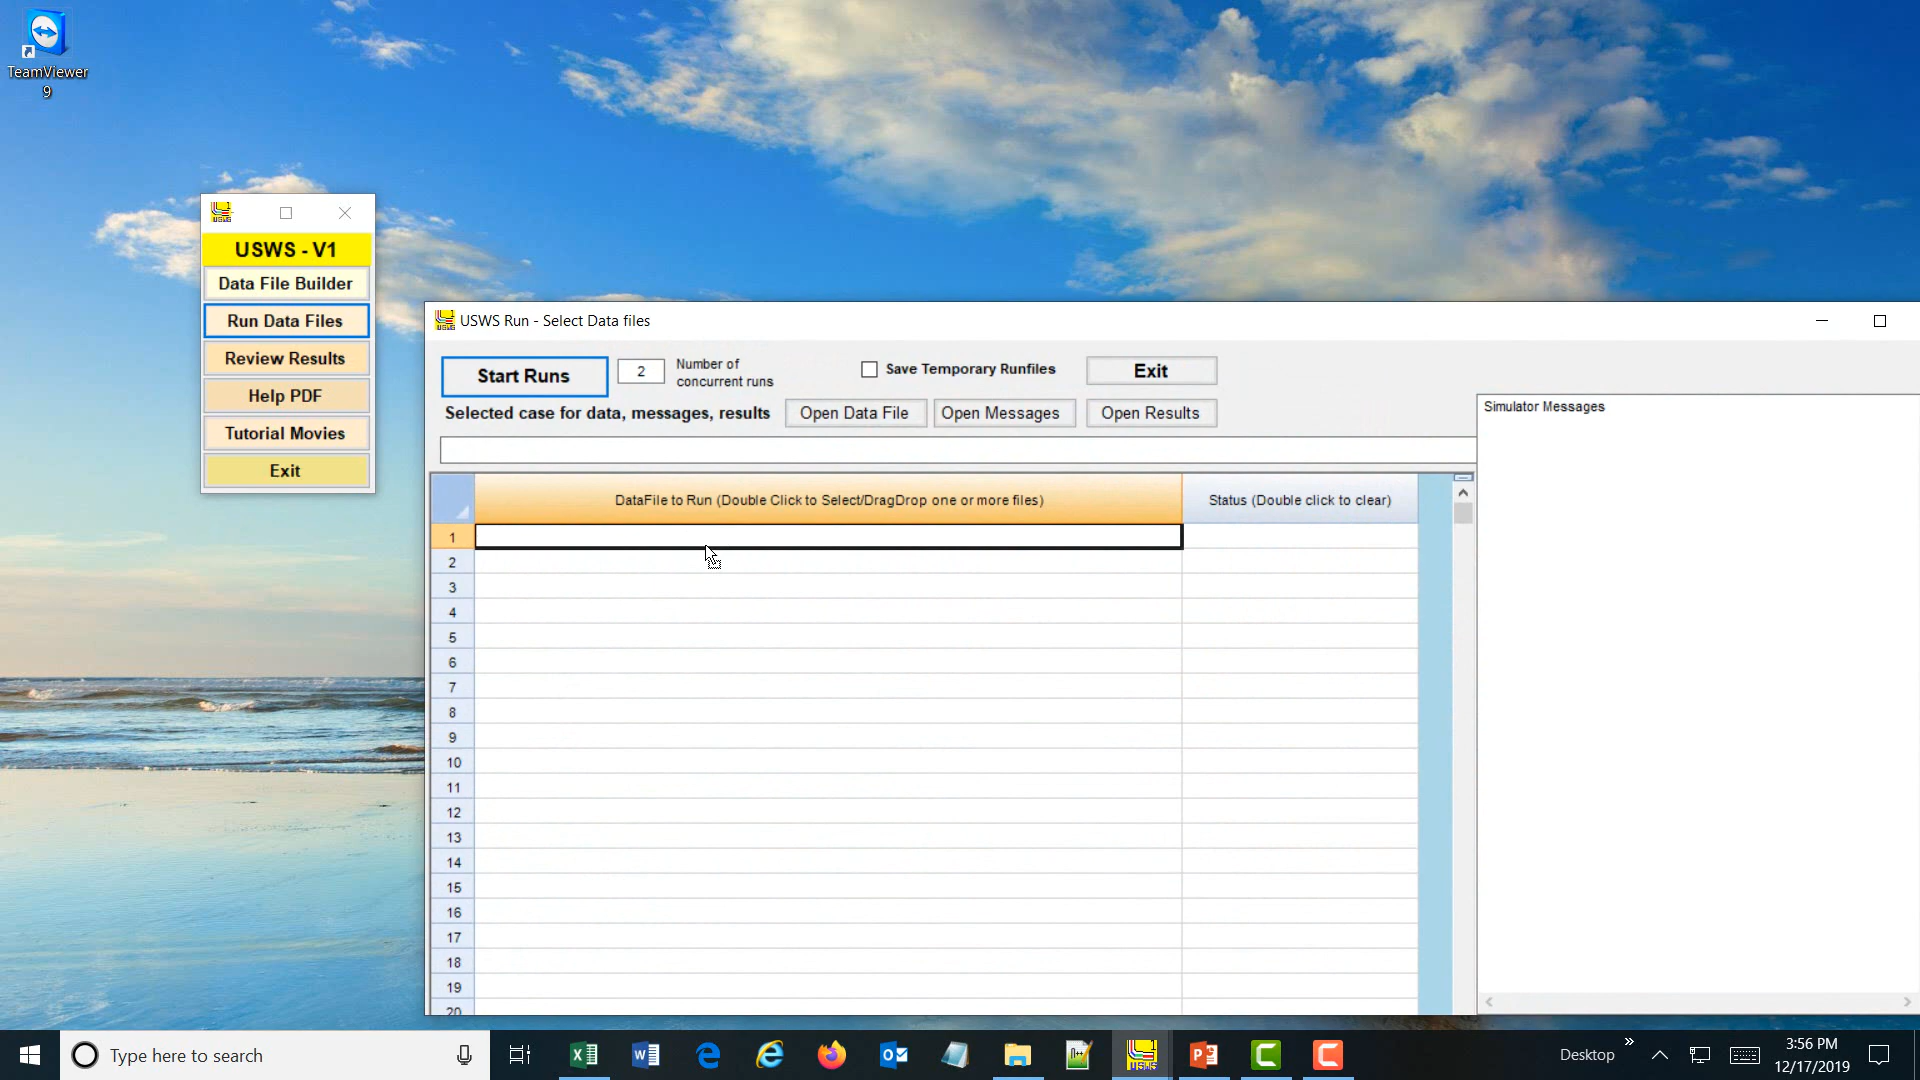 TeamViewer
9
USWS - V1
Data File Builder
Run Data Files
Review Results
Help PDF
Tutorial Movies
Exit
USWS Run - Select Data files
Start Runs
2
Number of
concurrent runs
Save Temporary Runfiles
Exit
Selected case for data, messages, results
Open Data File
Open Messages
Open Results
Simulator Messages
DataFile to Run (Double Click to Select/DragDrop one or more files)
Status (Double click to clear)
1
2
3
4
5
6
7
8
9
10
11
12
13
14
15
16
17
18
19
20
Type here to search
Desktop
3:56 PM
12/17/2019